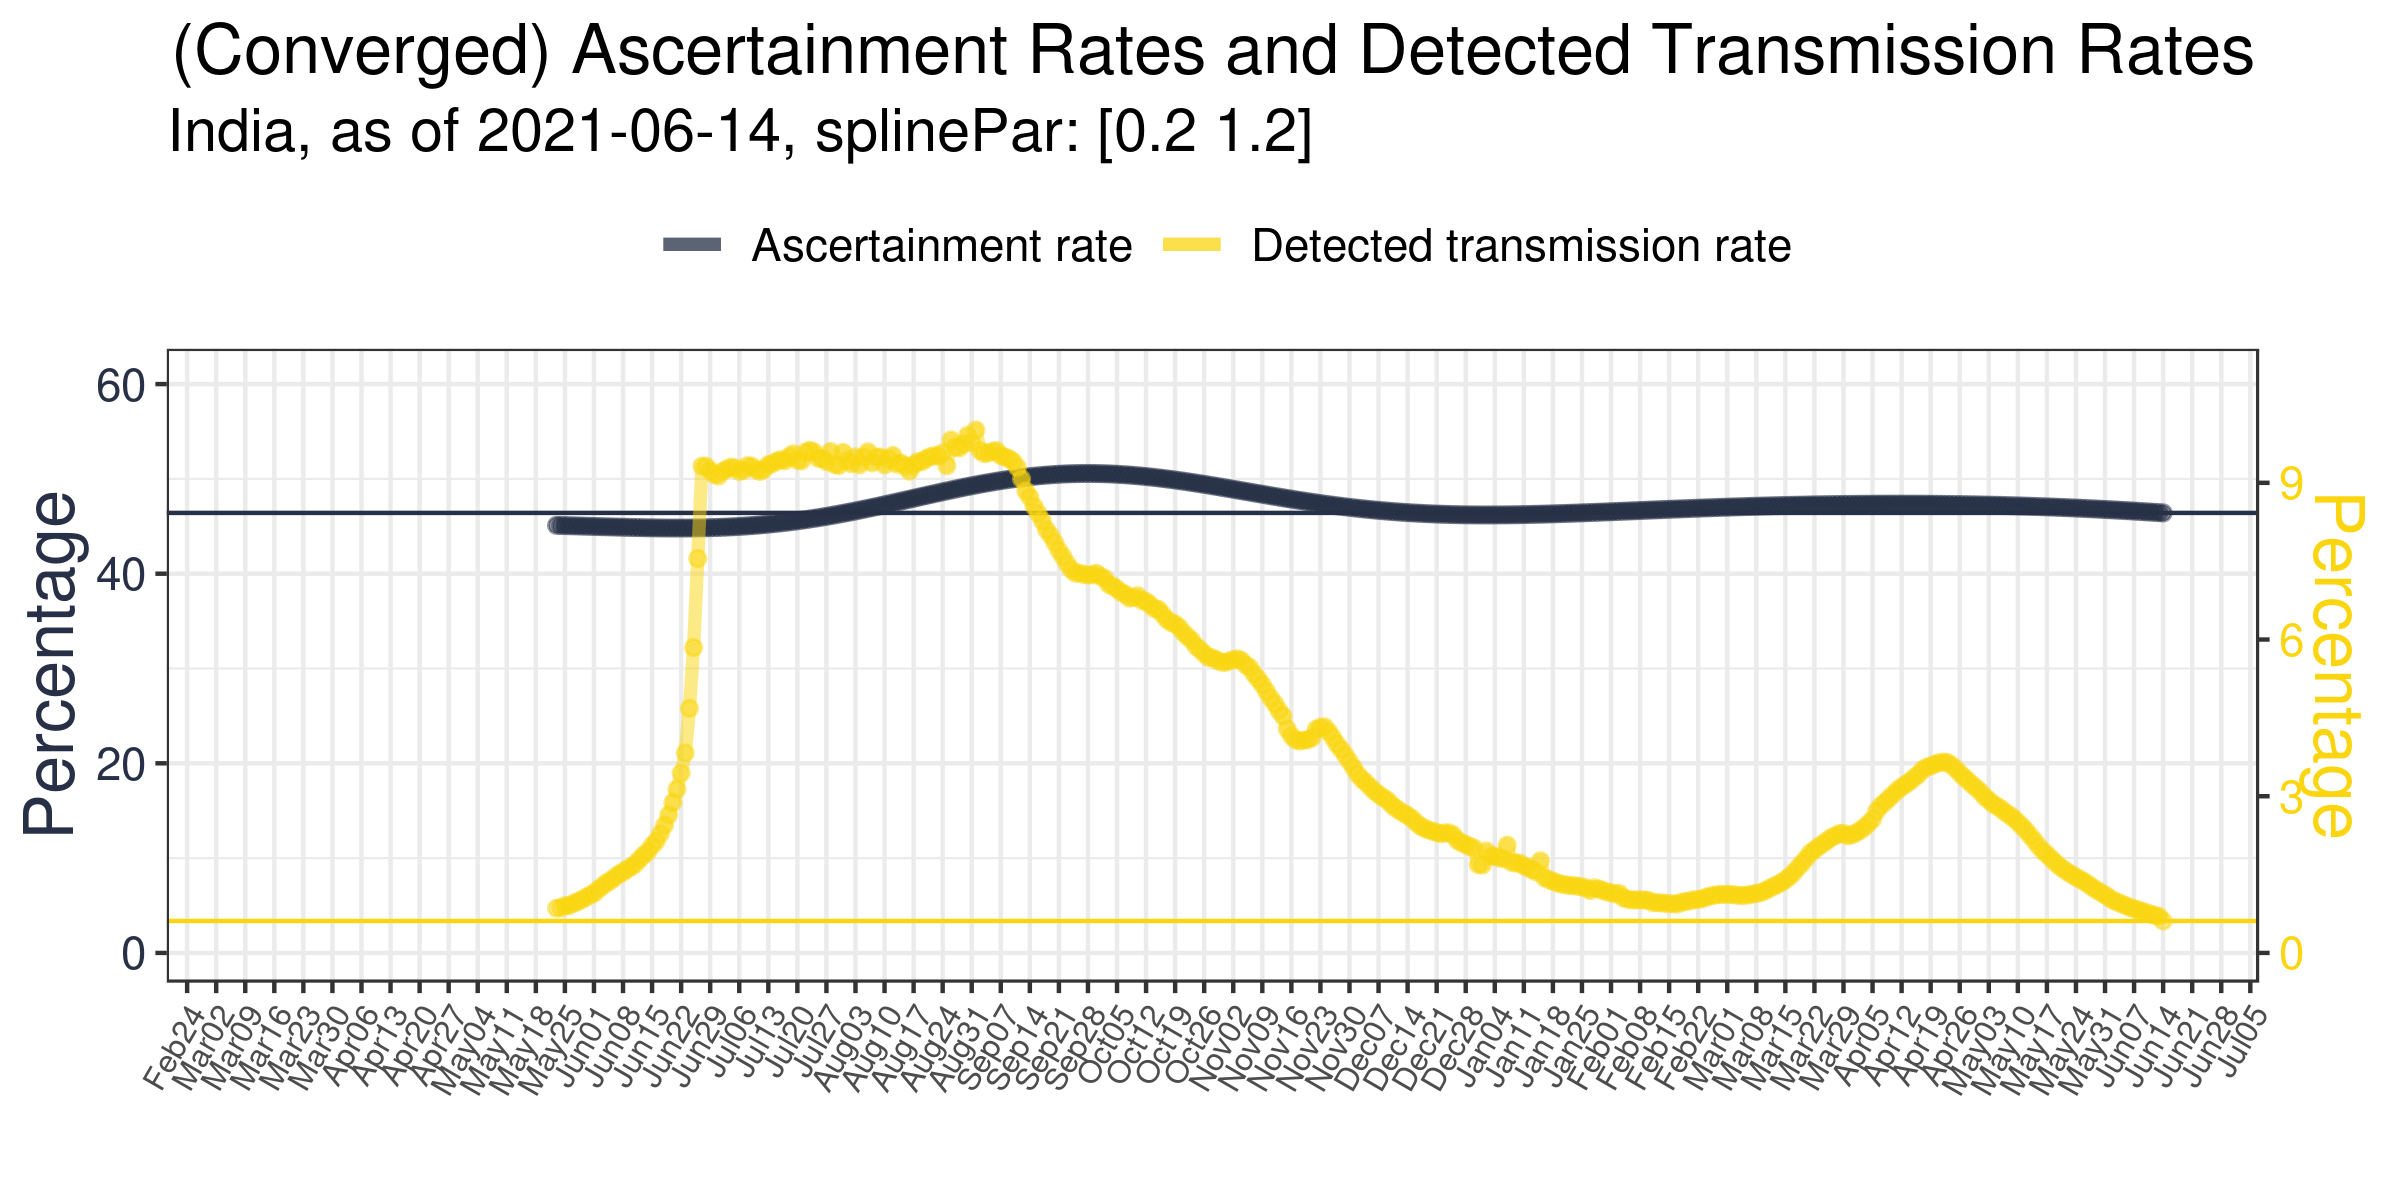 (Converged) Ascertainment Rates and Detected Transmission Rates
India, as of 2021-06-14, splinePar: [0.2 1.2]
Ascertainment rate
Detected transmission rate
Percentage
60
40
20
0
9
6
3
0
Percentage
Feb24
Mar02
Mar09
Mar16
Mar23
Mar30
Apr06
Apr13
Apr20
Apr27
May04
May11
May18
May25
Jun01
Jun08
Jun15
Jun22
Jun29
Jul06
Jul13
Jul20
Jul27
Aug03
Aug10
Aug17
Aug24
Aug31
Sep07
Sep14
Sep21
Sep28
Oct05
Oct12
Oct19
Oct26
Nov02
Nov09
Nov16
Nov23
Nov30
Dec07
Dec14
Dec21
Dec28
Jan04
Jan11
Jan18
Jan25
Feb01
Feb08
Feb15
Feb22
Mar01
Mar08
Mar15
Mar22
Mar29
Apr05
Apr12
Apr19
Apr26
May03
May10
May17
May24
May31
Jun07
Jun14
Jun21
Jun28
Jul05